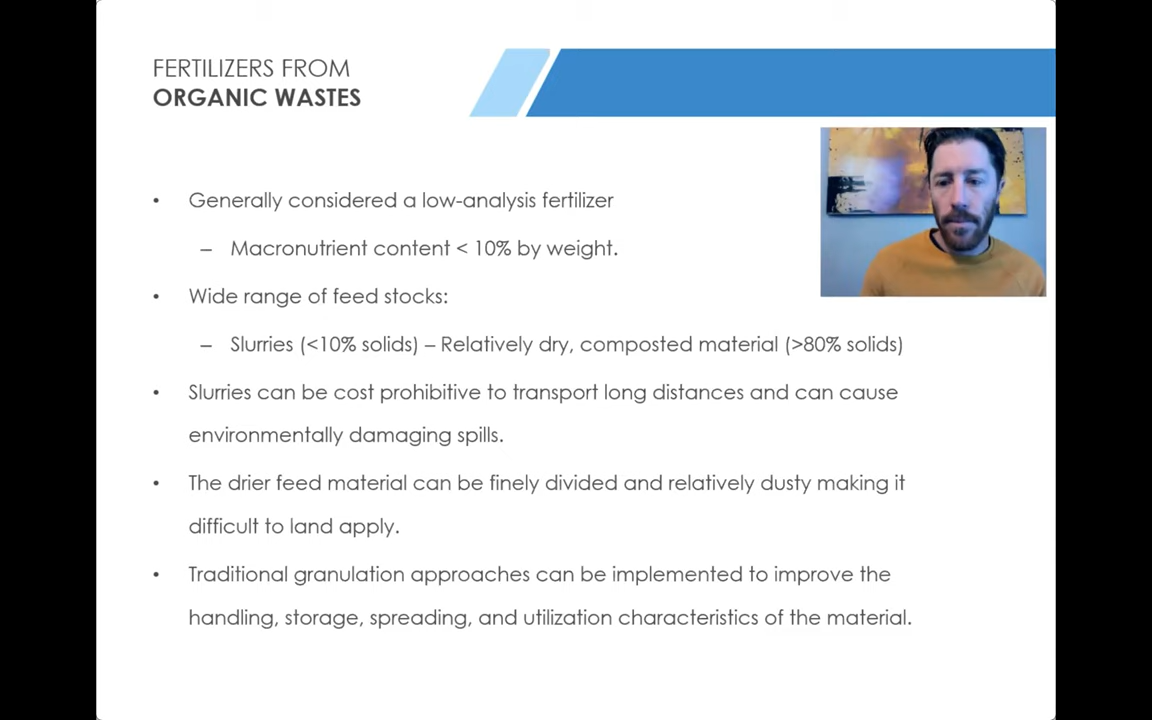 FERTILIZERS FROM
ORGANIC WASTES
• Generally considered a low-analysis fertilizer
– Macronutrient content < 10% by weight.
• Wide range of feed stocks:
– Slurries (<10% solids) – Relatively dry, composted material (>80% solids)
• Slurries can be cost prohibitive to transport long distances and can cause
environmentally damaging spills.
• The drier feed material can be finely divided and relatively dusty making it
difficult to land apply.
• Traditional granulation approaches can be implemented to improve the
handling, storage, spreading, and utilization characteristics of the material.